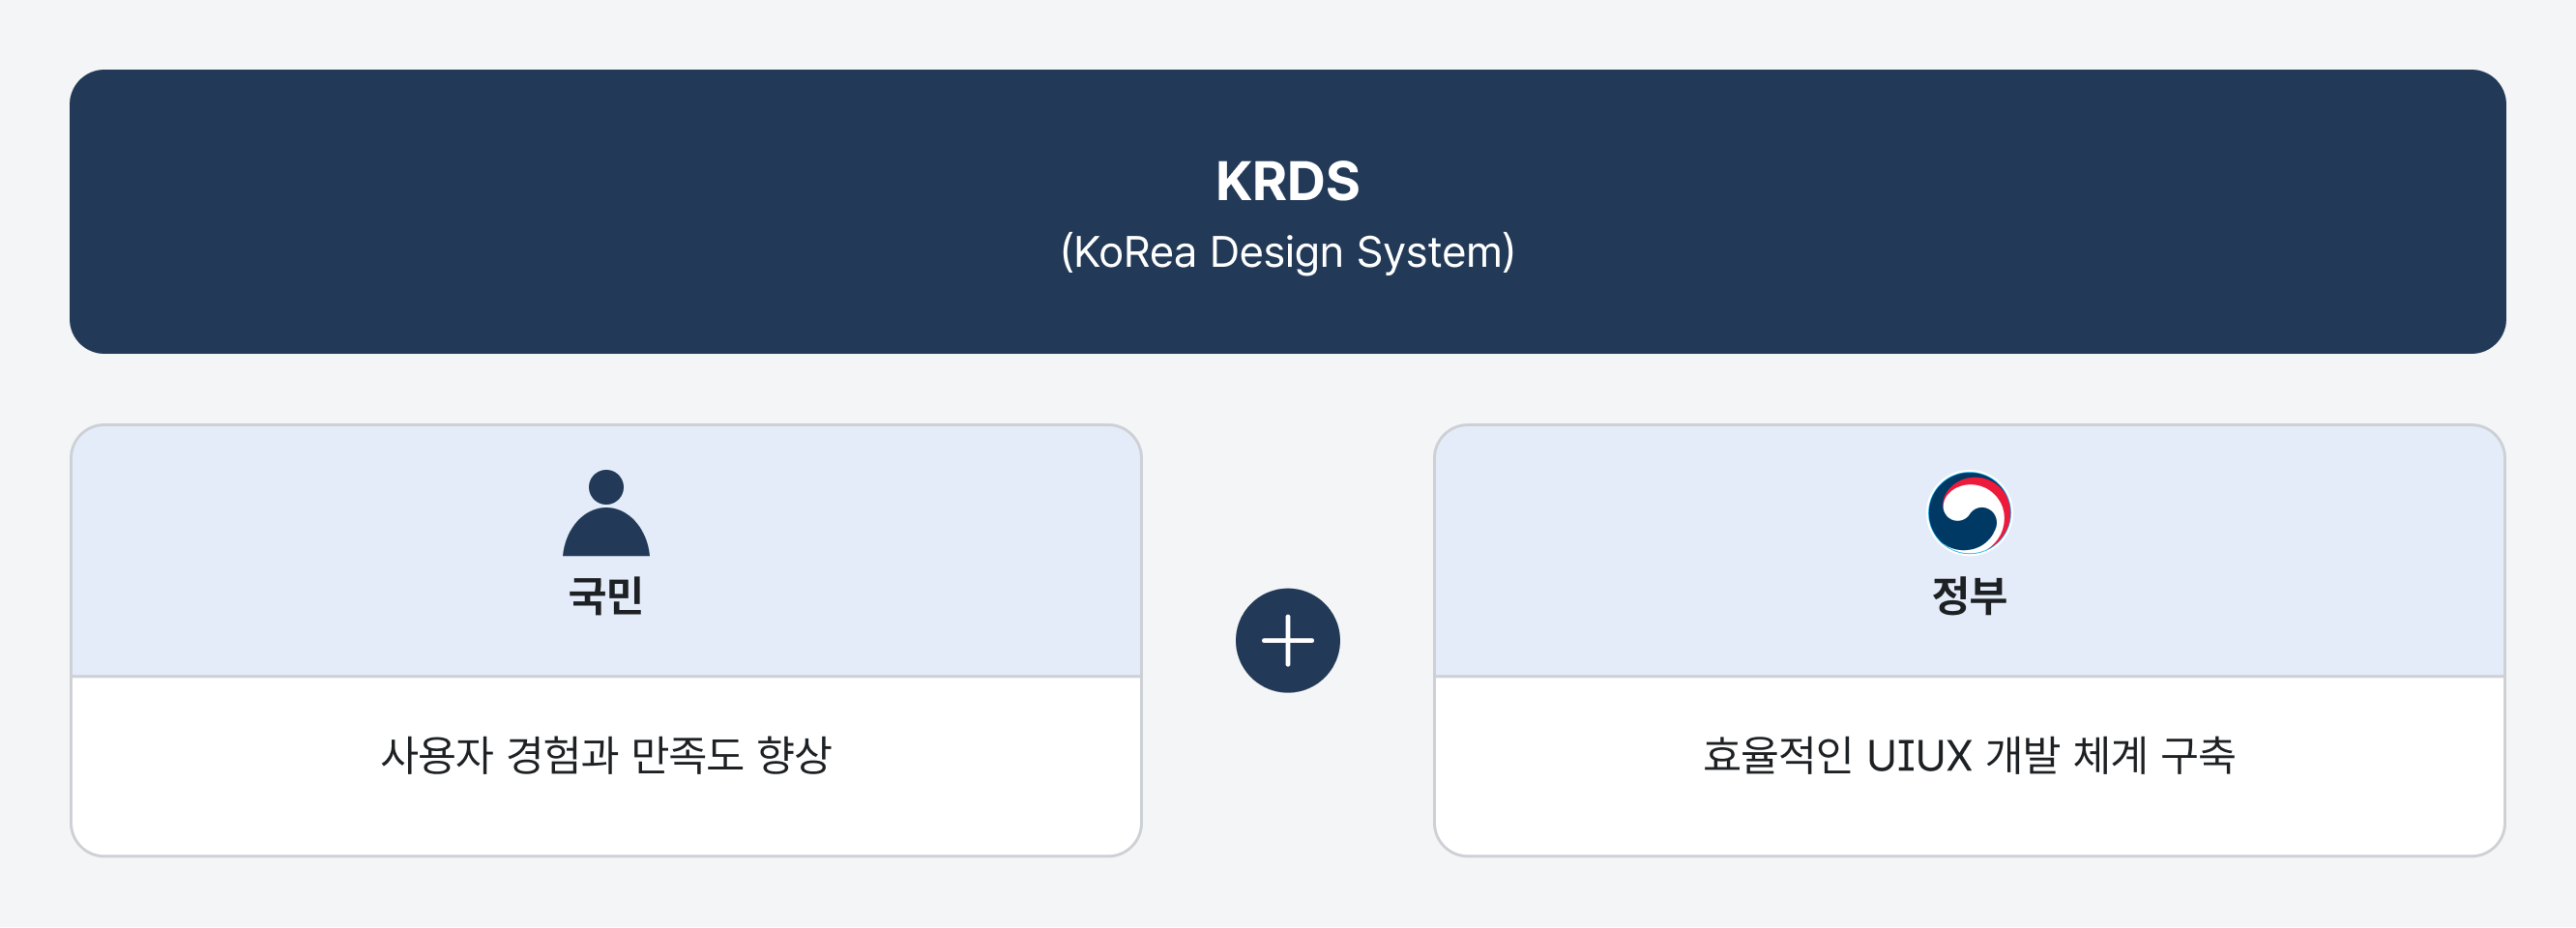 KRDS
(KoRea Design System)
국민
사용자 경험과 만족도 향상
정부
효율적인 UIUX 개발 체계 구축